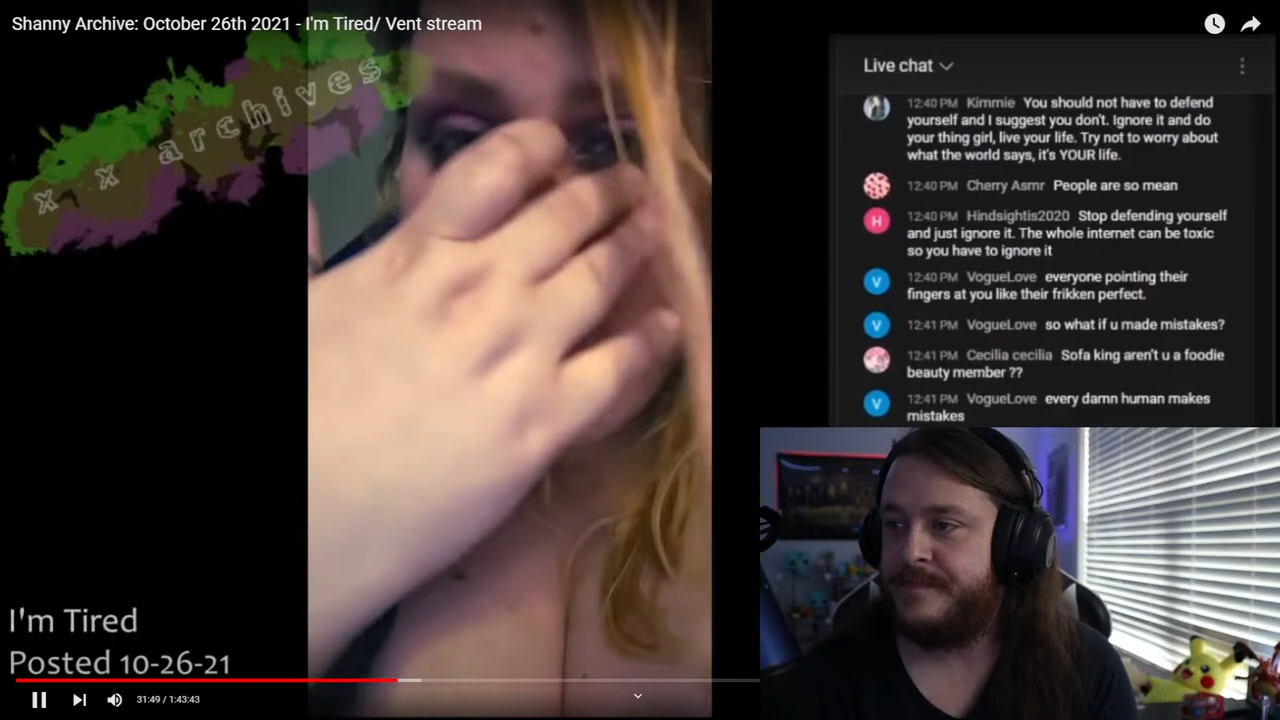 Shanny Archive: October 26th 2021 - I'm Tired/ Vent stream
x x archives
Live chat
12:40 PM Kimmie You should not have to defend
yourself and I suggest you don't. Ignore it and do
your thing girl, live your life. Try not to worry about
what the world says, it's YOUR life.
12:40 PM Cherry Asmr People are so mean
H
12:40 PM Hindsightis2020 Stop defending yourself
and just ignore it. The whole internet can be toxic
so you have to ignore it
V
12:40 PM VogueLove everyone pointing their
fingers at you like their frikken perfect.
V
12:41 PM VogueLove so what if u made mistakes?
12:41 PM Cecilia cecilia Sofa king aren't u a foodie
beauty member ??
V
12:41 PM VogueLove every damn human makes
mistakes
I'm Tired
Posted 10-26-21
31:49 / 1:43:43